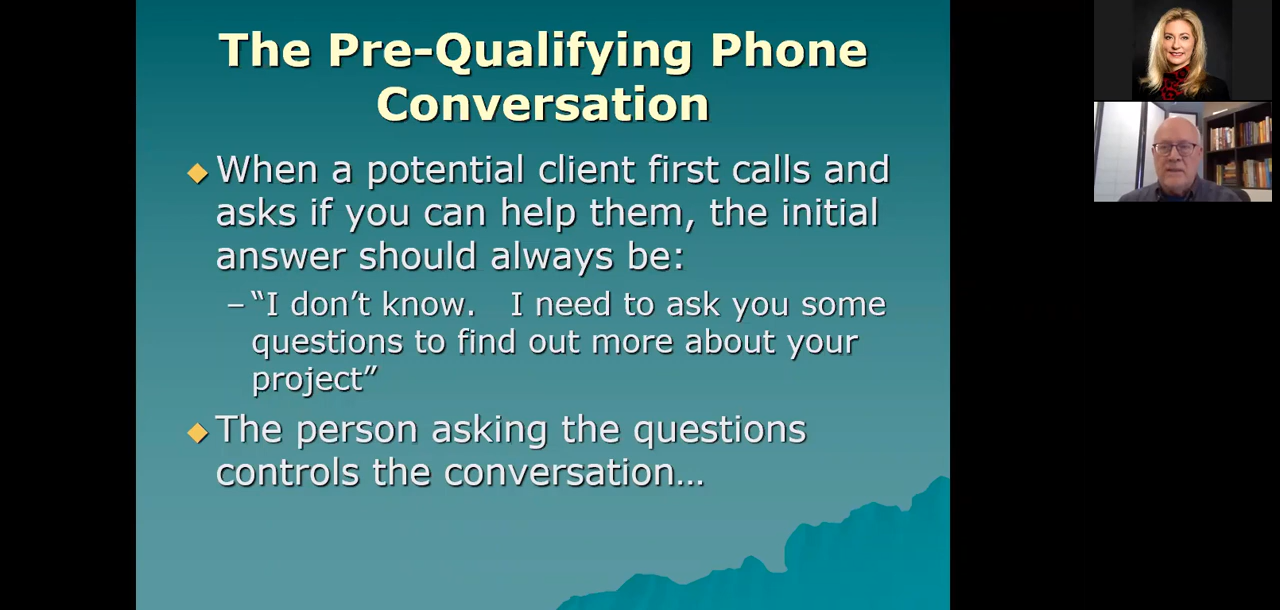 The Pre-Qualifying Phone
Conversation
When a potential client first calls and
asks if you can help them, the initial
answer should always be:
–“I don’t know.   I need to ask you some
questions to find out more about your
project”
The person asking the questions
controls the conversation…